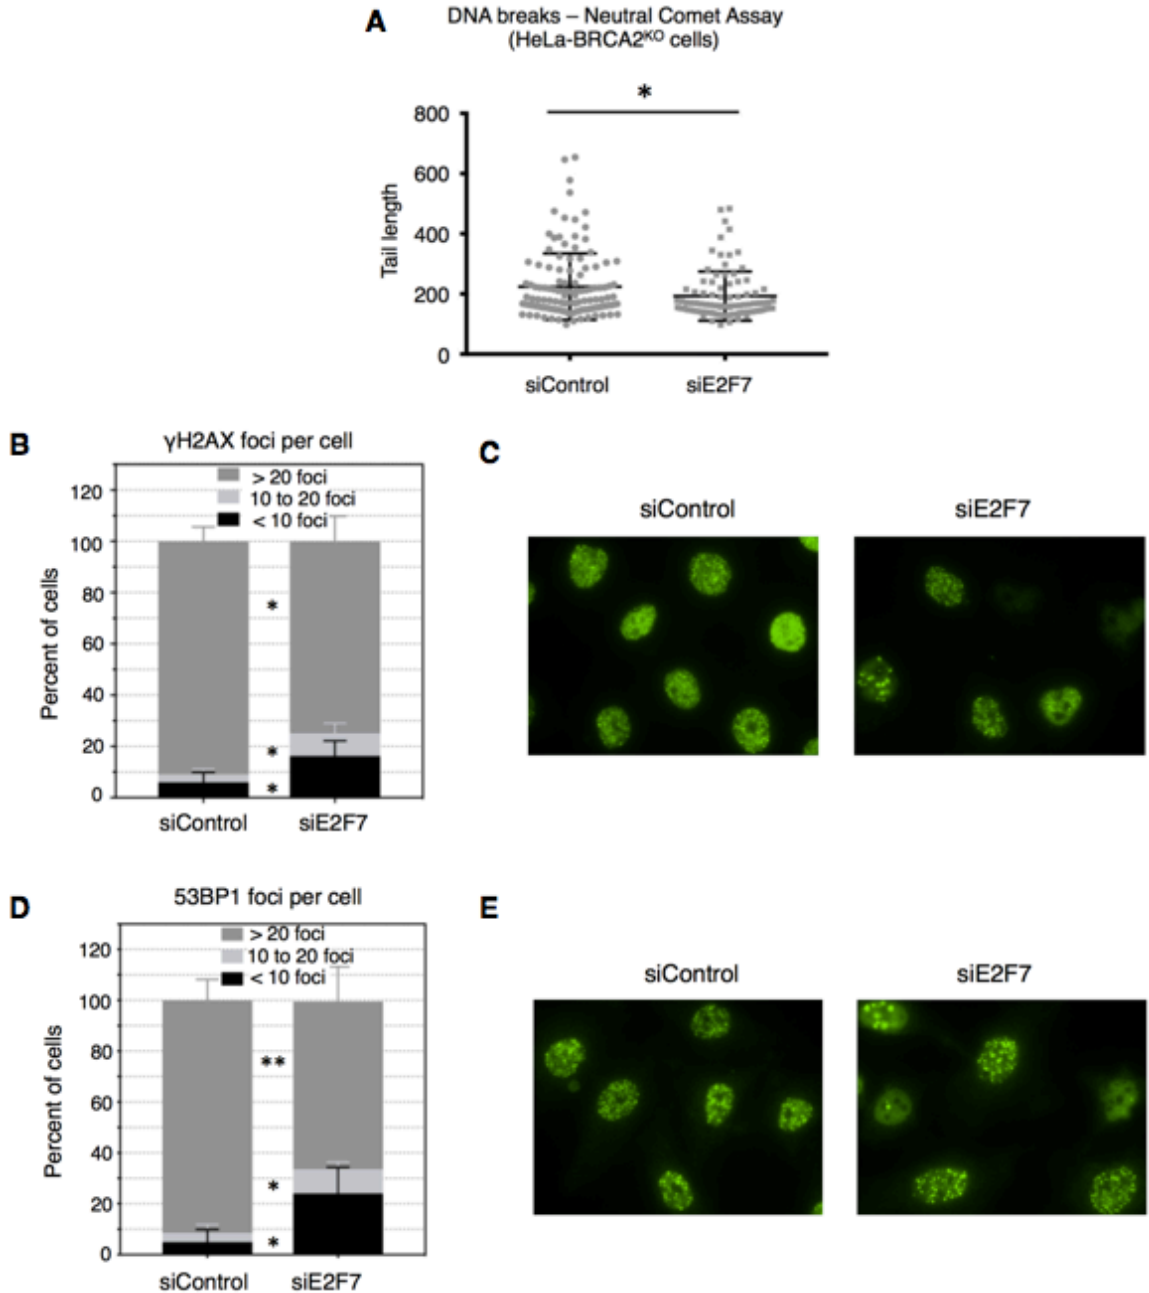 A
DNA breaks – Neutral Comet Assay
(HeLa-BRCA2ᴷᴼ cells)
*
800
600
400
200
0
Tail length
siControl
siE2F7
B
γH2AX foci per cell
> 20 foci
10 to 20 foci
< 10 foci
120
100
80
60
40
20
0
Percent of cells
*
*
*
siControl
siE2F7
C
siControl
siE2F7
D
53BP1 foci per cell
> 20 foci
10 to 20 foci
< 10 foci
120
100
80
60
40
20
0
Percent of cells
**
*
*
siControl
siE2F7
E
siControl
siE2F7